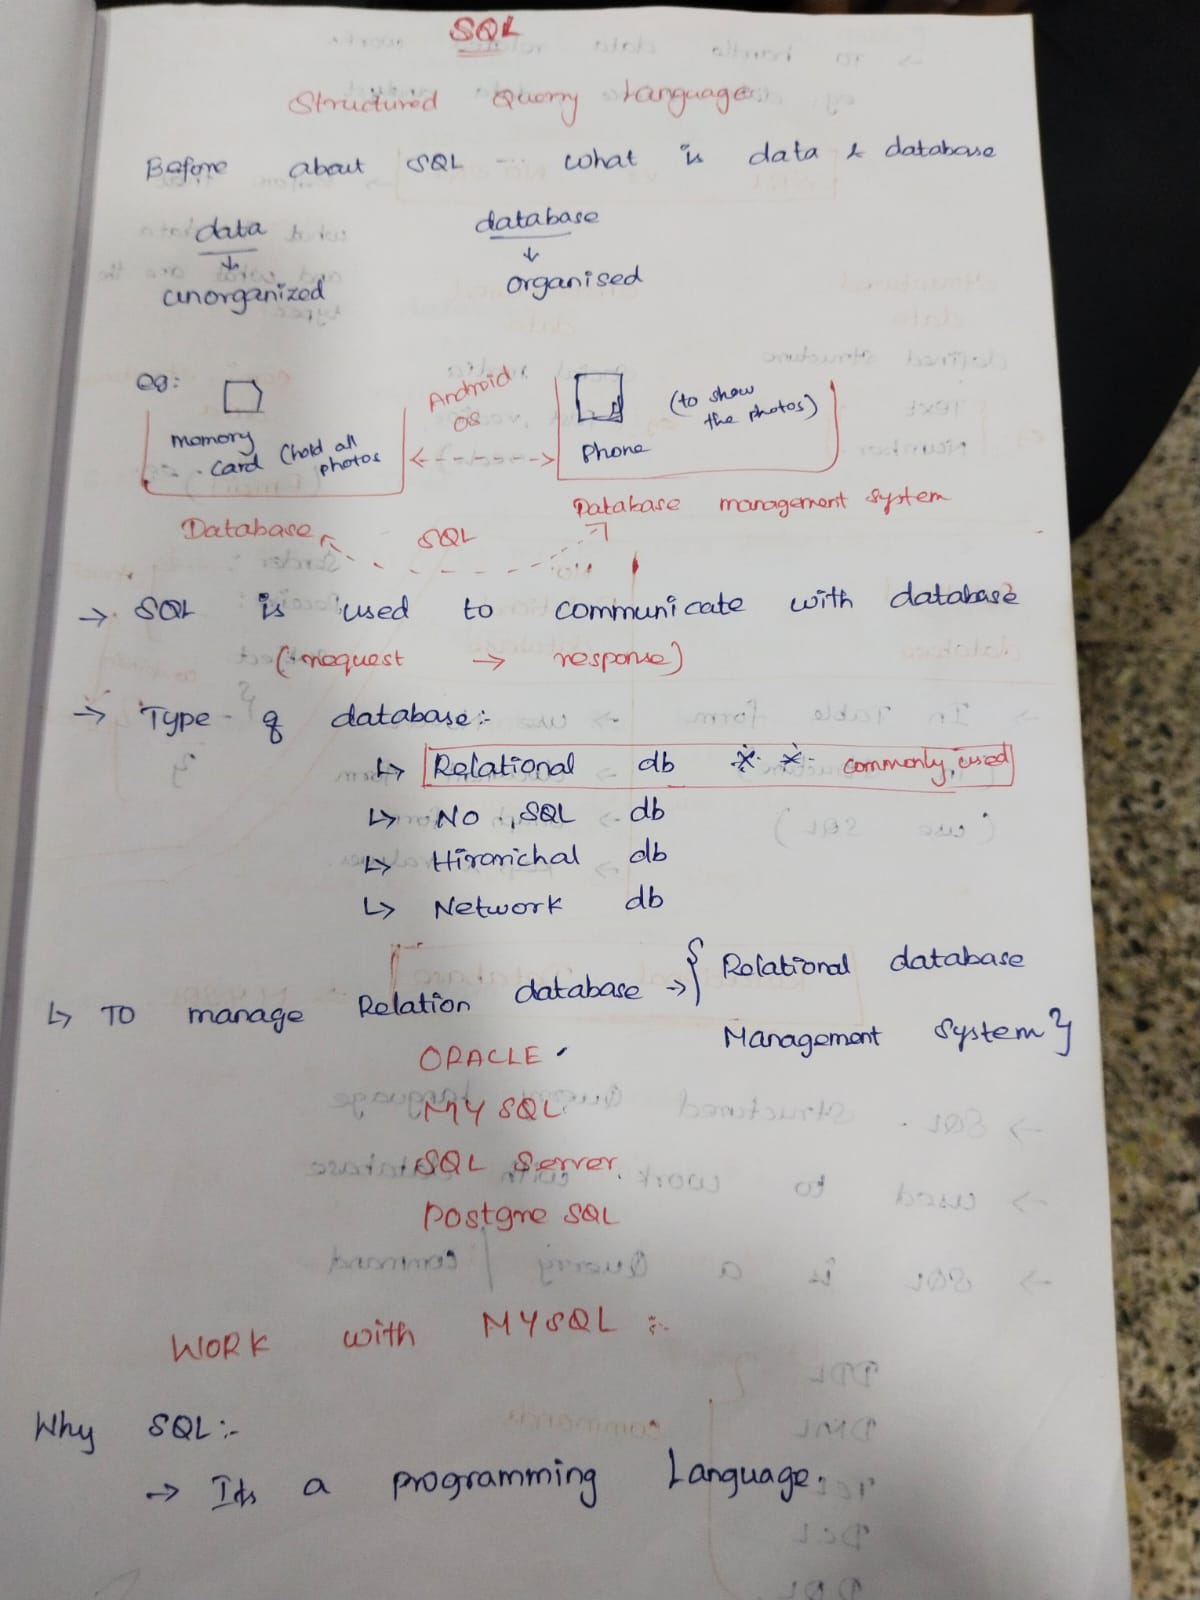 SQL
Structured Querry Language
Before about SQL ... what is data & database
data database
↓ ↓
unorganized organised
eg:
Memory Card (hold all photos
Android OS
Phone
(to show the photos)
Database SQL Database management system
→ SQL is used to communicate with database
(request → response)
→ Type of database:-
↳ Relational db ** commonly used
↳ No SQL db
↳ Hirarichal db
↳ Network db
↳ TO manage Relation database → { Relational database
Management System }
ORACLE
MY SQL
SQL Server
Postgre SQL
WORK with MYSQL :-
Why SQL:-
→ Its a programming Language.